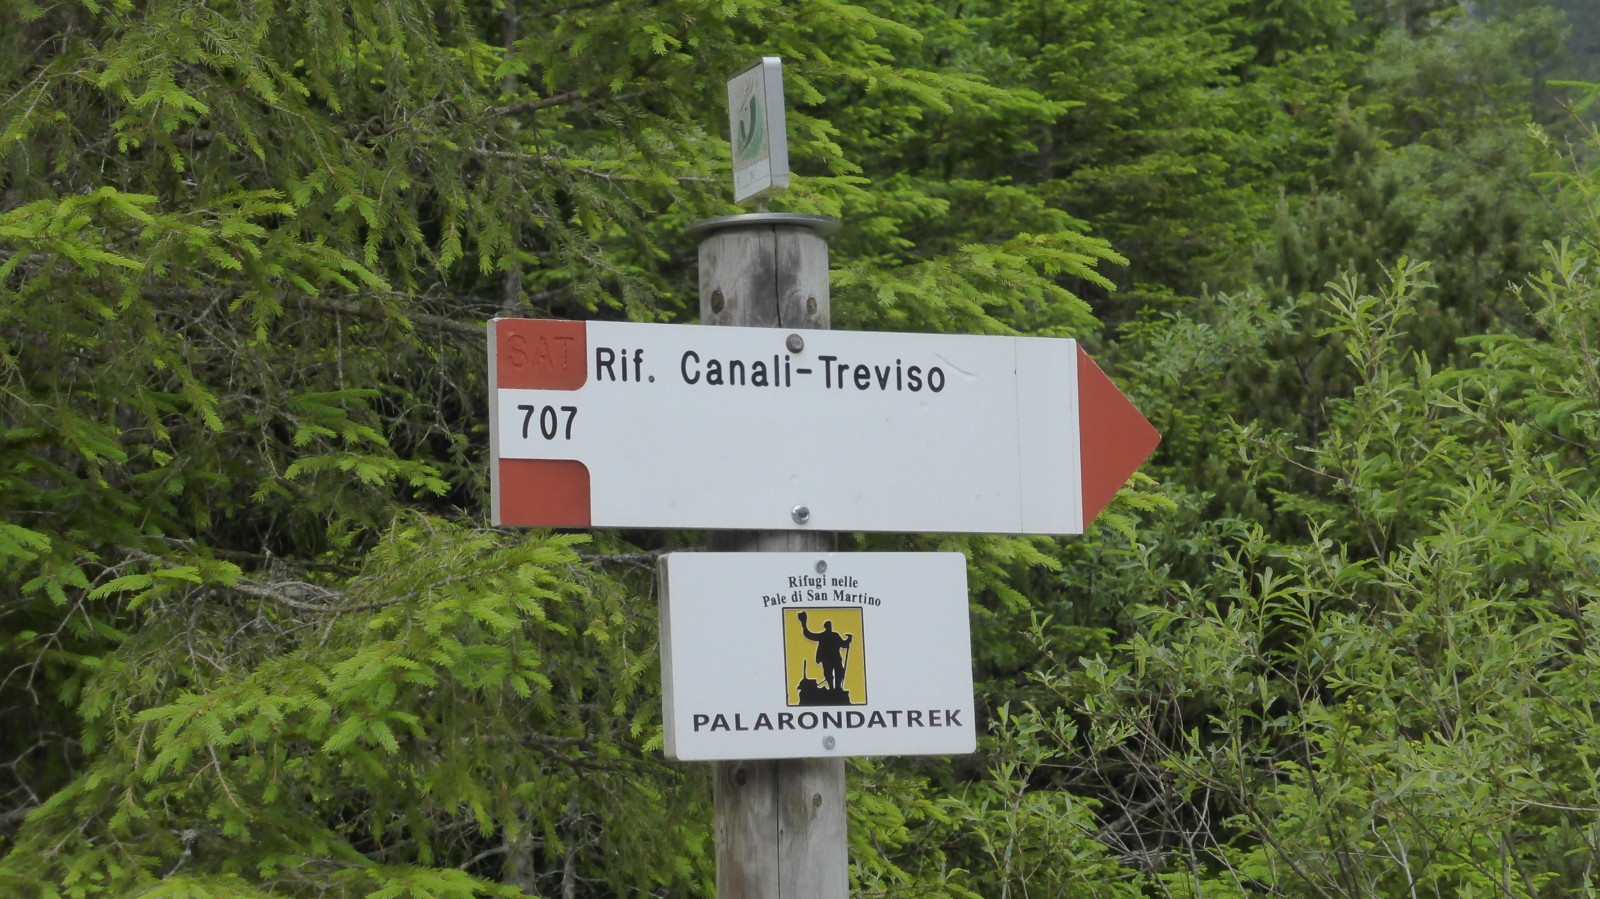 SAT
Rif. Canali-Treviso
707
Rifugi nelle
Pale di San Martino
PALARONDATREK